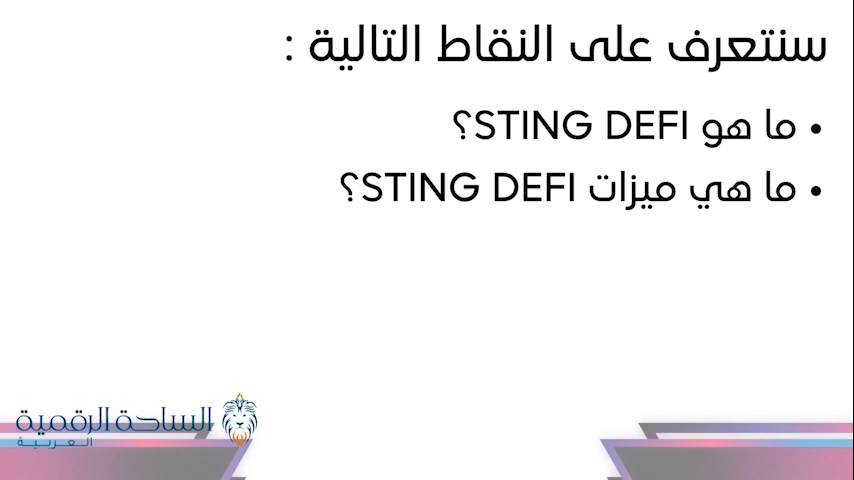 سنتعرف على النقاط التالية :
• ما هو STING DEFI؟
• ما هي ميزات STING DEFI؟
الساحة الرقمية
العربية